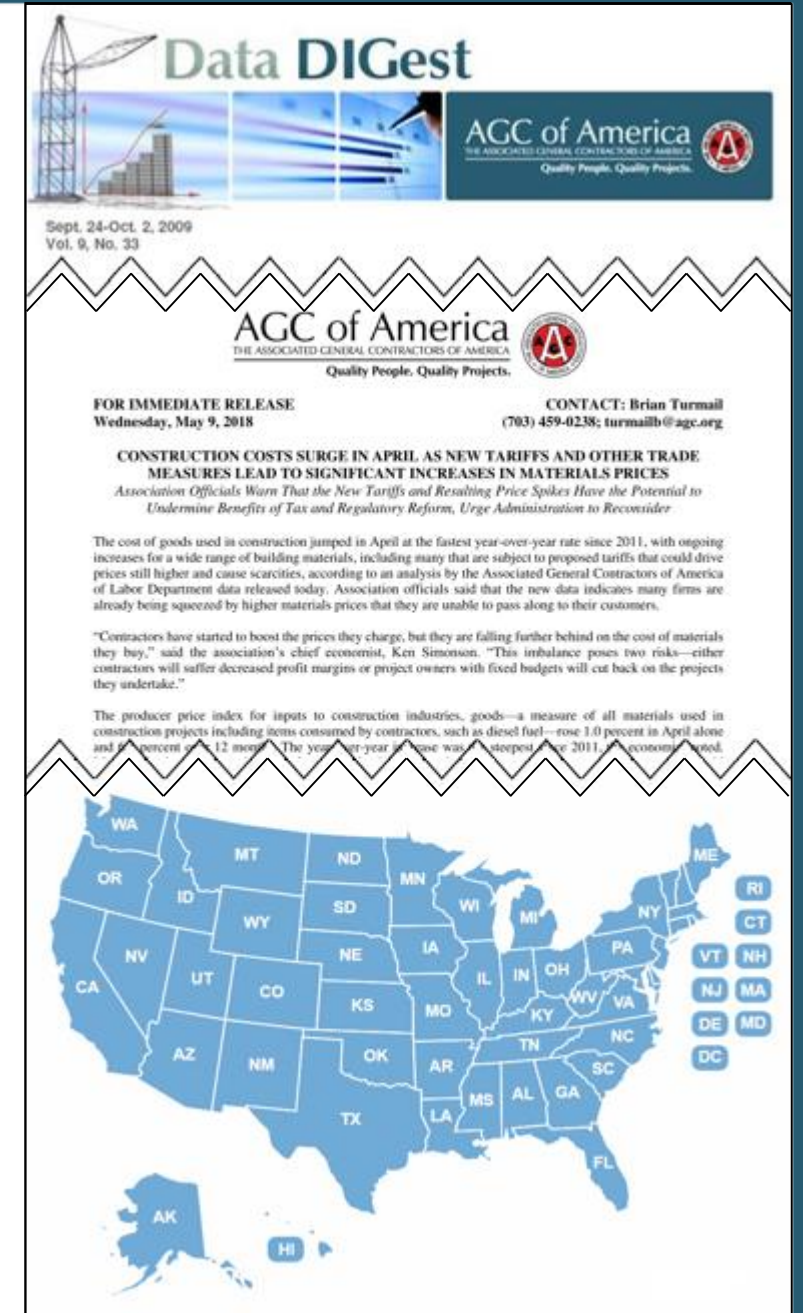 Data DIGest
AGC of America
THE ASSOCIATED GENERAL CONTRACTORS OF AMERICA
Quality People. Quality Projects.
Sept. 24-Oct. 2, 2009
Vol. 9, No. 33
AGC of America
THE ASSOCIATED GENERAL CONTRACTORS OF AMERICA
Quality People. Quality Projects.
FOR IMMEDIATE RELEASE CONTACT: Brian Turmail
Wednesday, May 9, 2018 (703) 459-0238; turmailb@agc.org
CONSTRUCTION COSTS SURGE IN APRIL AS NEW TARIFFS AND OTHER TRADE
MEASURES LEAD TO SIGNIFICANT INCREASES IN MATERIALS PRICES
Association Officials Warn That the New Tariffs and Resulting Price Spikes Have the Potential to
Undermine Benefits of Tax and Regulatory Reform, Urge Administration to Reconsider
The cost of goods used in construction jumped in April at the fastest year-over-year rate since 2011, with ongoing
increases for a wide range of building materials, including many that are subject to proposed tariffs that could drive
prices still higher and cause scarcities, according to an analysis by the Associated General Contractors of America
of Labor Department data released today. Association officials said that the new data indicates many firms are
already being squeezed by higher materials prices that they are unable to pass along to their customers.
“Contractors have started to boost the prices they charge, but they are falling further behind on the cost of materials
they buy,” said the association’s chief economist, Ken Simonson. “This imbalance poses two risks—either
contractors will suffer decreased profit margins or project owners with fixed budgets will cut back on the projects
they undertake.”
The producer price index for inputs to construction industries, goods—a measure of all materials used in
construction projects including items consumed by contractors, such as diesel fuel—rose 1.0 percent in April alone
and percent 12 The steepest 2011,
WA
MT
ND
MN
ME
OR
ID
SD
WI
MI
NY
RI
WY
CT
NV
NE
IA
PA
VT
NH
CA
UT
CO
IL
IN
OH
KS
MO
WV
VA
NJ
MA
KY
DE
MD
AZ
NM
OK
AR
TN
NC
DC
SC
TX
LA
MS
AL
GA
FL
AK
HI